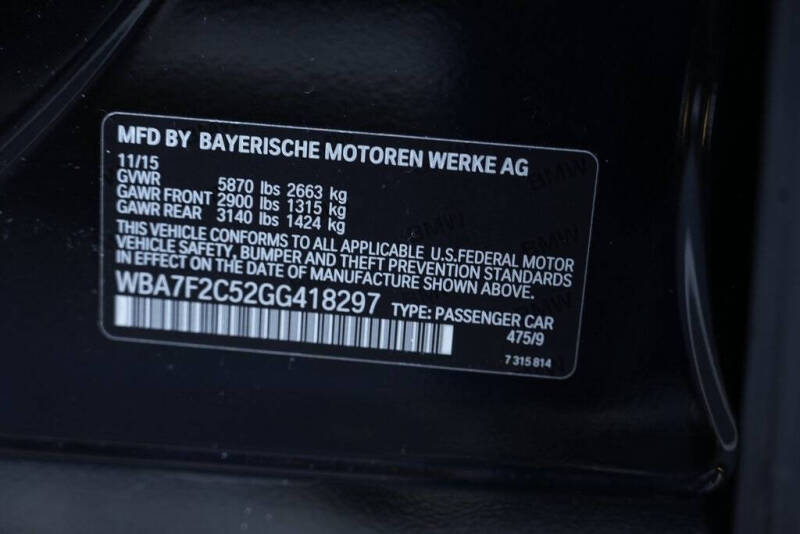 MFD BY BAYERISCHE MOTOREN WERKE AG
11/15
GVWR 5870 lbs 2663 kg
GAWR FRONT 2900 lbs 1315 kg
GAWR REAR 3140 lbs 1424 kg
THIS VEHICLE CONFORMS TO ALL APPLICABLE U.S.FEDERAL MOTOR
VEHICLE SAFETY, BUMPER AND THEFT PREVENTION STANDARDS
IN EFFECT ON THE DATE OF MANUFACTURE SHOWN ABOVE.
WBA7F2C52GG418297 TYPE: PASSENGER CAR
475/9
7 315 814
BMW
BMW
BMW